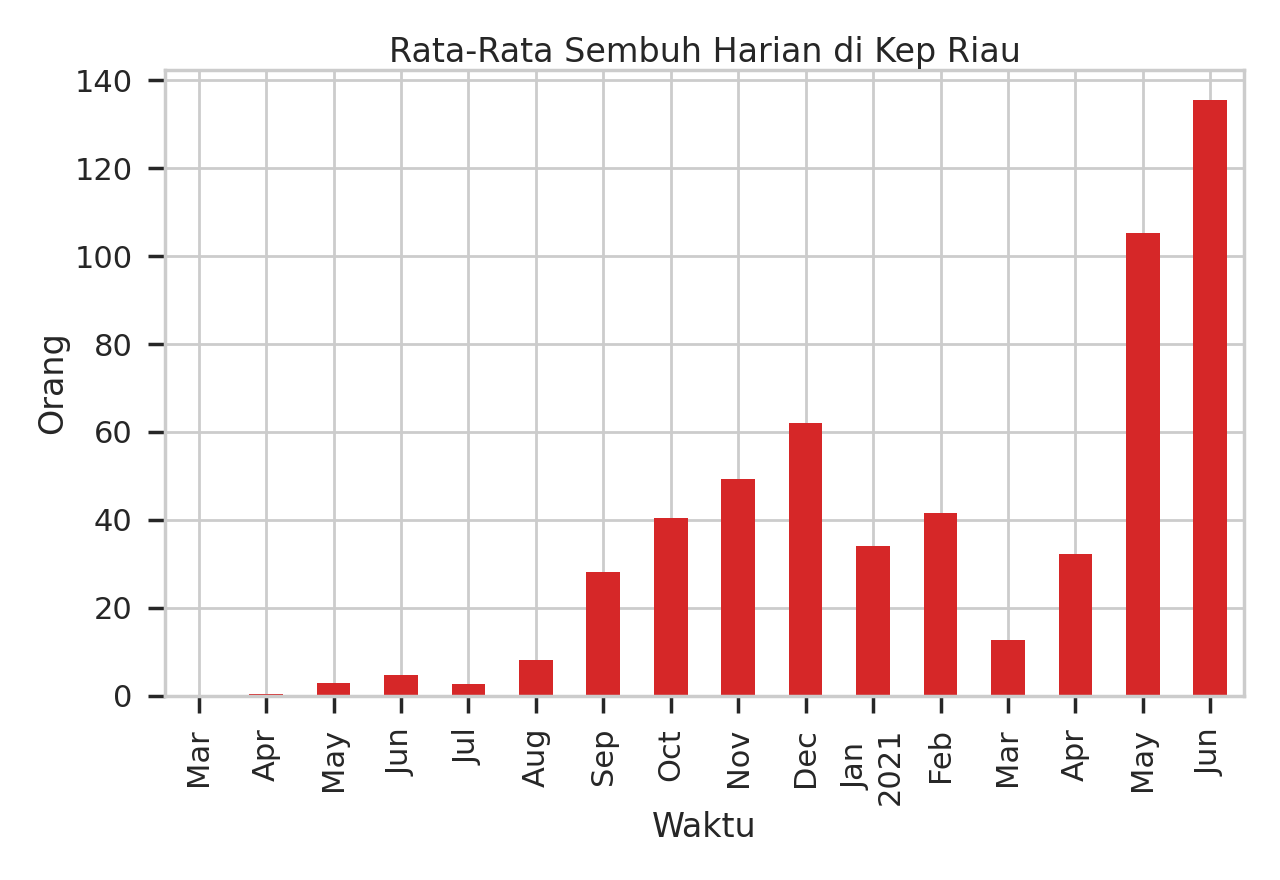 Rata-Rata Sembuh Harian di Kep Riau
140
120
100
80
60
40
20
0
Orang
Mar
Apr
May
Jun
Jul
Aug
Sep
Oct
Nov
Dec
Jan
2021
Feb
Mar
Apr
May
Jun
Waktu